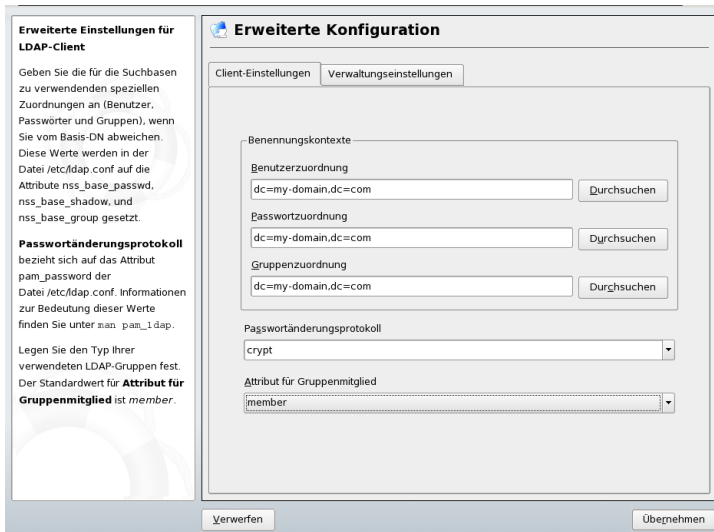 Erweiterte Einstellungen für
LDAP-Client
Geben Sie die für die Suchbasen
zu verwendenden speziellen
Zuordnungen an (Benutzer,
Passwörter und Gruppen), wenn
Sie vom Basis-DN abweichen.
Diese Werte werden in der
Datei /etc/ldap.conf auf die
Attribute nss_base_passwd,
nss_base_shadow, und
nss_base_group gesetzt.
Passwortänderungsprotokoll
bezieht sich auf das Attribut
pam_password der
Datei /etc/ldap.conf. Informationen
zur Bedeutung dieser Werte
finden Sie unter man pam_ldap.
Legen Sie den Typ Ihrer
verwendeten LDAP-Gruppen fest.
Der Standardwert für Attribut für
Gruppenmitglied ist member.
Erweiterte Konfiguration
Client-Einstellungen
Verwaltungseinstellungen
Benennungskontexte
Benutzerzuordnung
dc=my-domain,dc=com
Durchsuchen
Passwortzuordnung
dc=my-domain,dc=com
Durchsuchen
Gruppenzuordnung
dc=my-domain,dc=com
Durchsuchen
Passwortänderungsprotokoll
crypt
Attribut für Gruppenmitglied
member
Verwerfen
Übernehmen